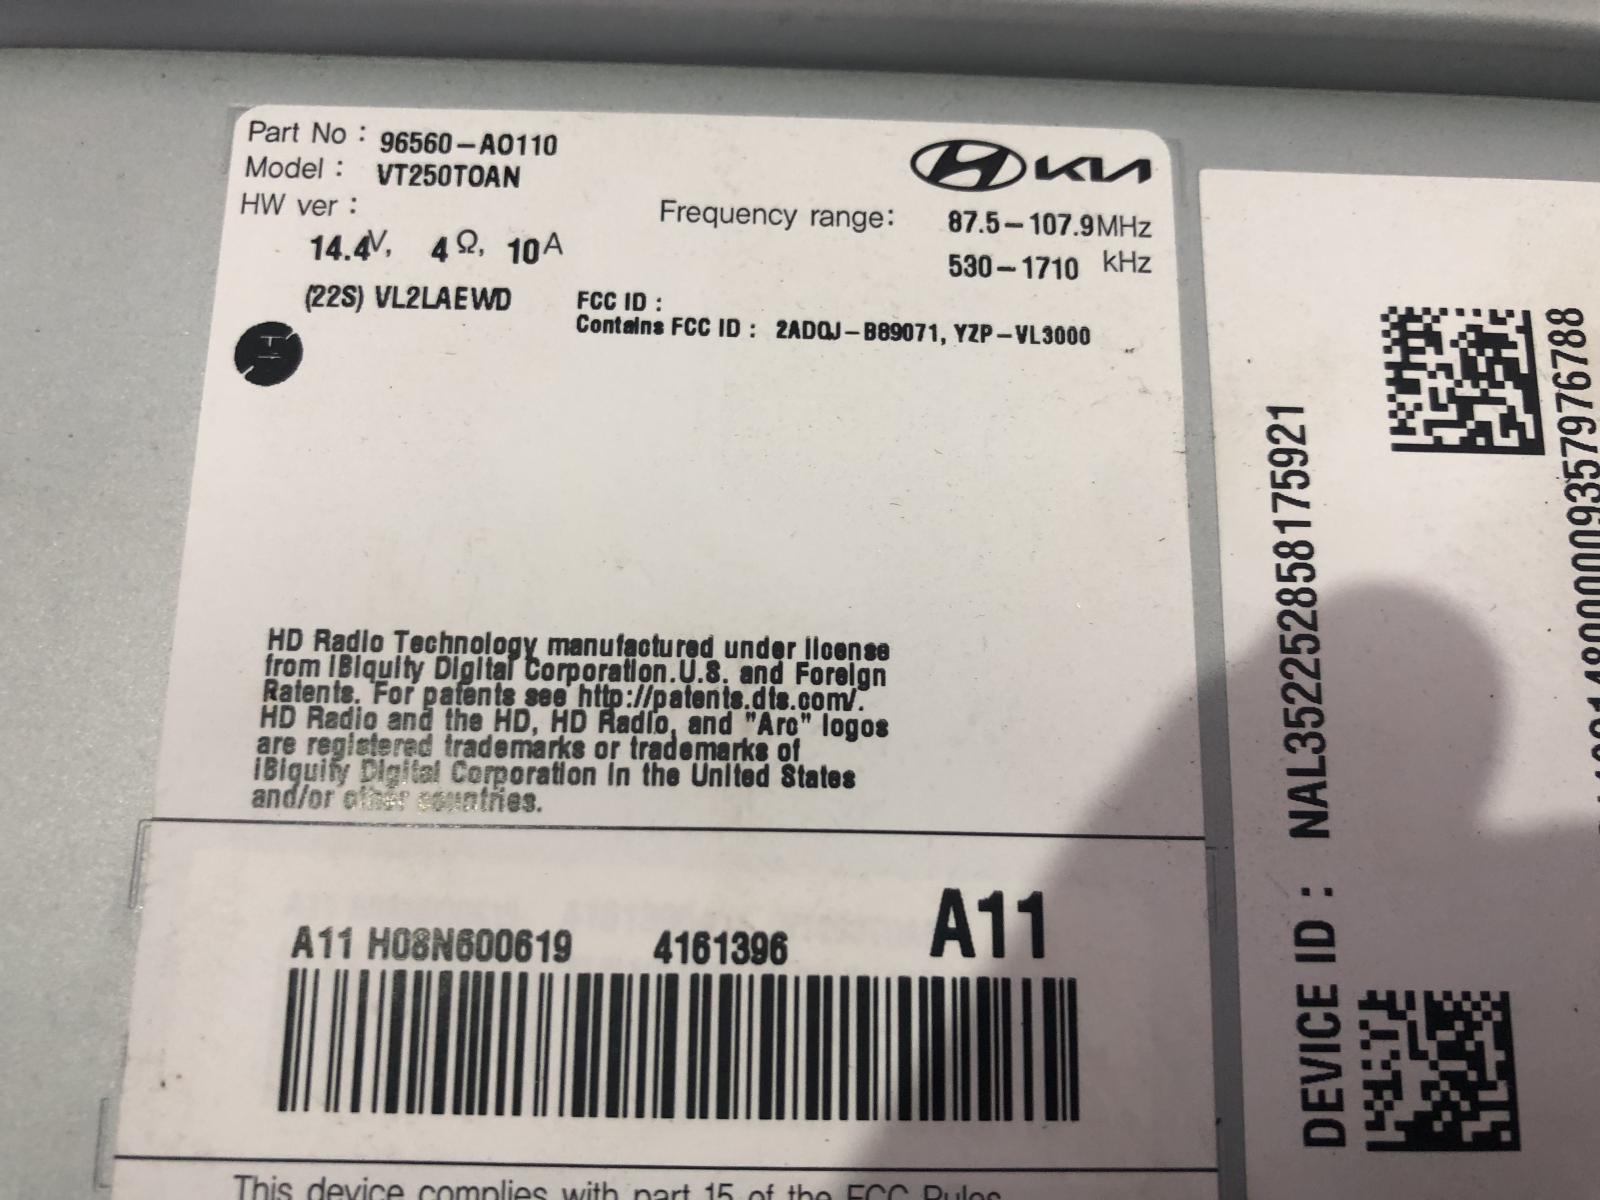 Part No : 96560-A0110
Model : VT250TOAN
HW ver :
14.4V, 4Ω, 10A
(22S) VL2LAEWD
KIA
Frequency range: 87.5-107.9MHz
530-1710 kHz
FCC ID :
Contains FCC ID : 2ADQJ-B89071, YZP-VL3000
HD Radio Technology manufactured under license
from iBiquity Digital Corporation.U.S. and Foreign
Ratents. For patents see http://patents.dts.com/.
HD Radio and the HD, HD Radio, and "Arc" logos
are registered trademarks or trademarks of
iBiquity Digital Corporation in the United States
and/or other countries.
A11 H08N600619 4161396 A11
This device complies with part 15 of the FCC Rules
DEVICE ID : NAL352252858175921